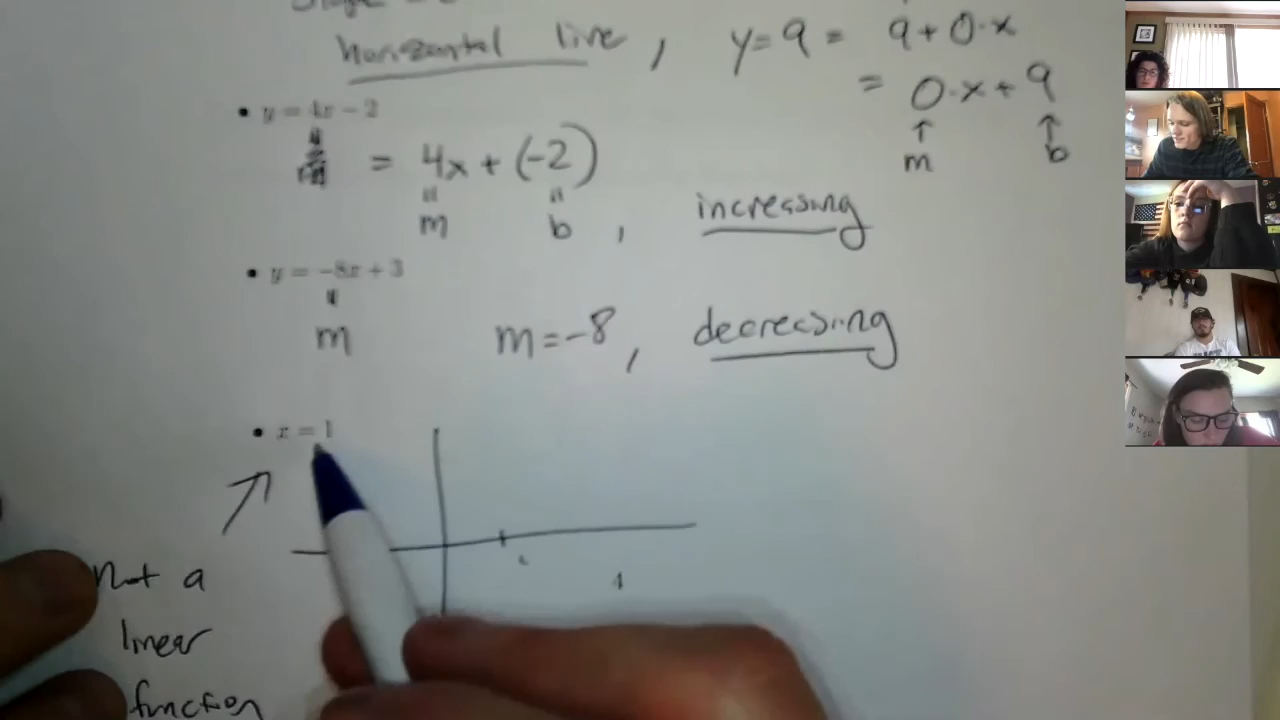 horizontal line , y=9 = 9+0·x
= 0·x+9
↑ ↑
m b
• y = 4x − 2
= 4x + (-2)
m b , increasing
• y = −8x + 3
m m=-8 , decreasing
• x = 1
Not a
linear
function